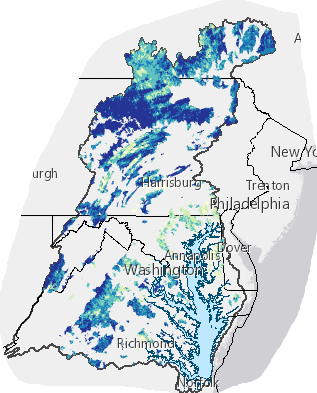 A
New Yo
urgh
Harrisburg
Trenton
Philadelphia
Dover
Annapolis
Washington
Richmond
Norfolk